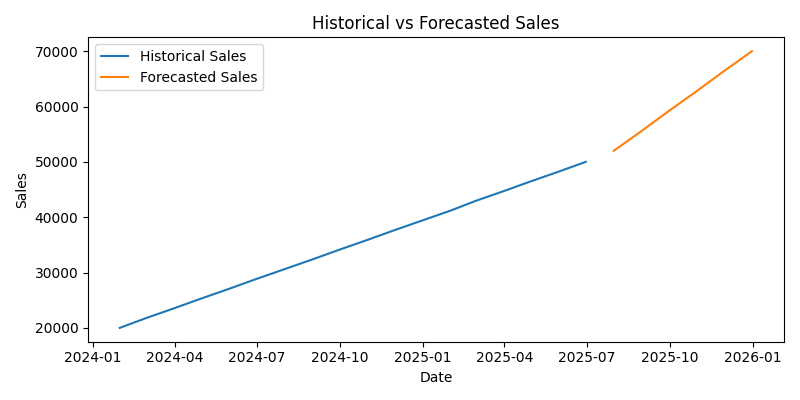 Historical vs Forecasted Sales
Historical Sales
Forecasted Sales
70000
60000
50000
40000
30000
20000
Sales
2024-01 2024-04 2024-07 2024-10 2025-01 2025-04 2025-07 2025-10 2026-01
Date